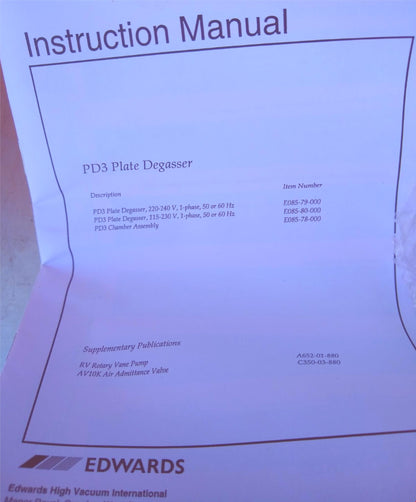 Instruction Manual
PD3 Plate Degasser
Description Item Number
PD3 Plate Degasser, 220-240 V, 1-phase, 50 or 60 Hz E085-79-000
PD3 Plate Degasser, 115-230 V, 1-phase, 50 or 60 Hz E085-80-000
PD3 Chamber Assembly E085-78-000
Supplementary Publications
RV Rotary Vane Pump A652-01-880
AV10K Air Admittance Valve C350-03-880
EDWARDS
Edwards High Vacuum International